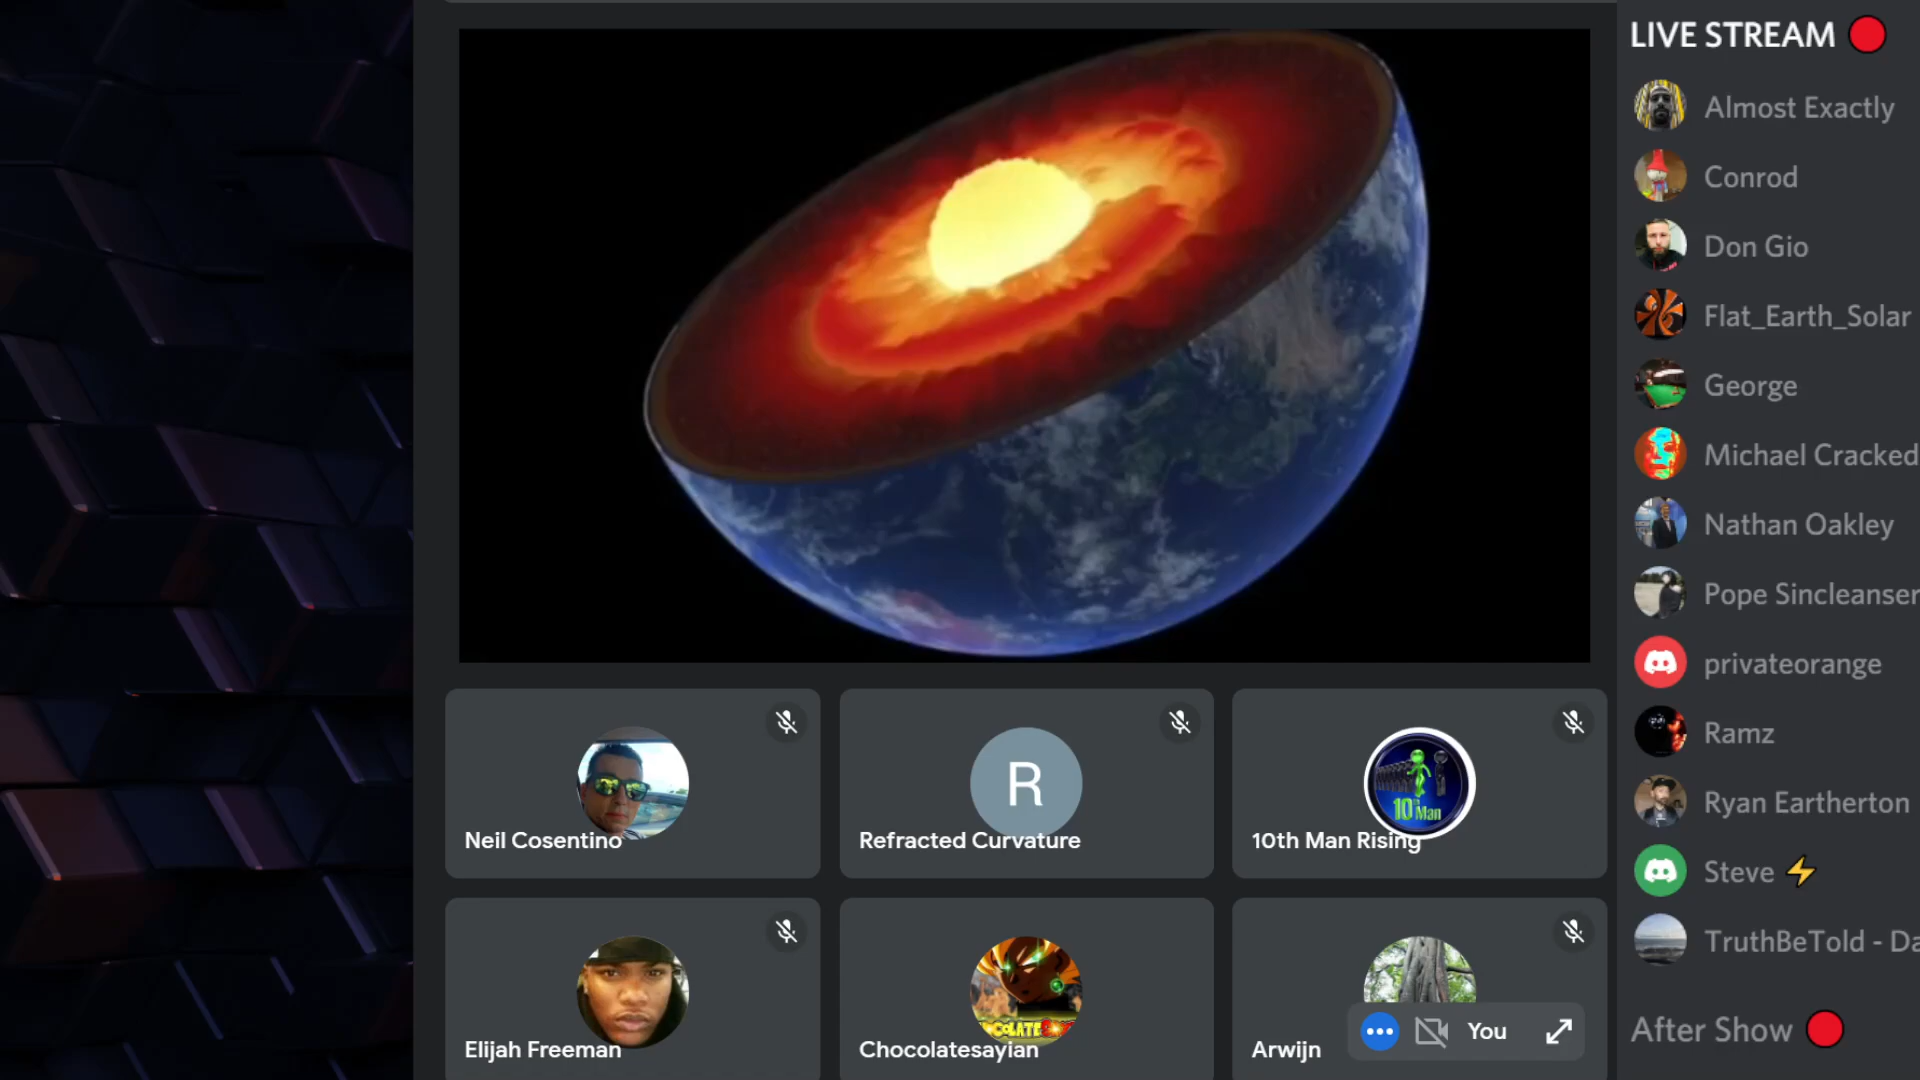 LIVE STREAM
Almost Exactly
Conrod
Don Gio
Flat_Earth_Solar
George
Michael Cracked
Nathan Oakley
Pope Sincleanser
privateorange
Ramz
Ryan Eartherton
Steve
TruthBeTold - Da
After Show
R
10th Man
Neil Cosentino
Refracted Curvature
10th Man Rising
Elijah Freeman
Chocolatesayian
Arwijn
You